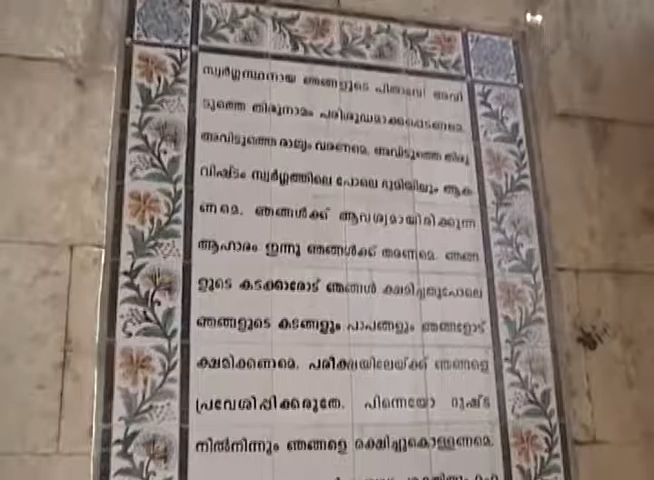 സ്വർഗ്ഗസ്ഥനായ ഞങ്ങളുടെ പിതാവേ അവി
ടുത്തെ തിരുനാമം പരിശുദ്ധമാക്കപ്പെടണമെ.
അവിടുത്തെ രാജ്യം വരണമെ. അവിടുത്തെ തിരു
വിഷ്ടം സ്വർഗ്ഗത്തിലെ പോലെ ഭൂമിയിലും ആക
ണമെ. ഞങ്ങൾക്ക് ആവശ്യമായിരിക്കുന്ന
ആഹാരം ഇന്നു ഞങ്ങൾക്ക് തരണമെ. ഞങ്ങ
ളുടെ കടക്കാരോട് ഞങ്ങൾ ക്ഷമിച്ചതുപോലെ
ഞങ്ങളുടെ കടങ്ങളും പാപങ്ങളും ഞങ്ങളോട്
ക്ഷമിക്കണമെ. പരീക്ഷയിലേയ്ക്ക് ഞങ്ങളെ
പ്രവേശിപ്പിക്കരുതേ. പിന്നെയോ ദുഷ്ട
നിൽനിന്നും ഞങ്ങളെ രക്ഷിച്ചുകൊള്ളണമെ.